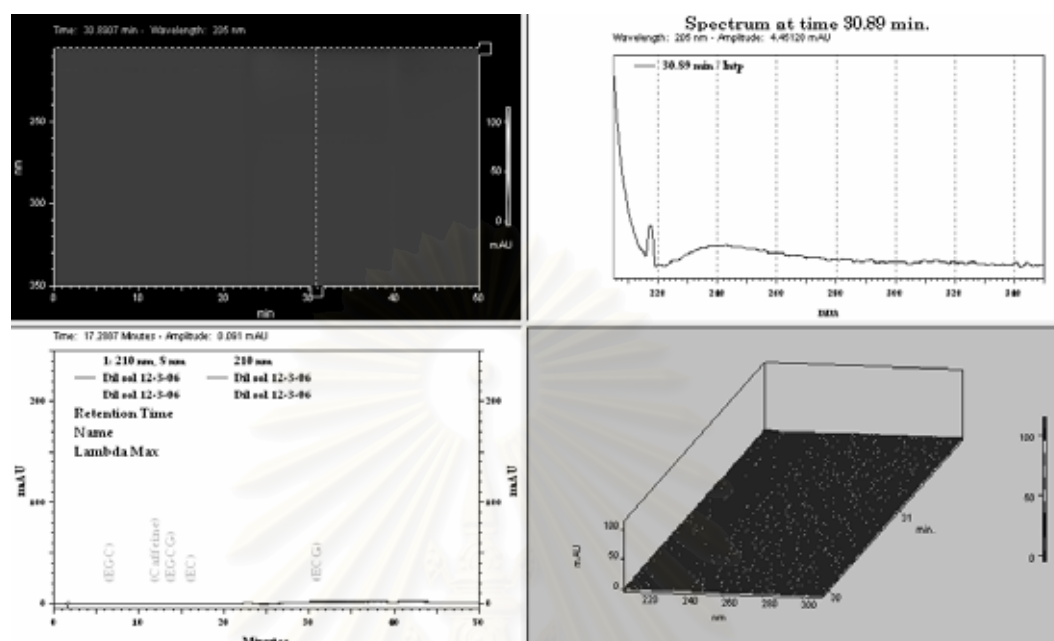 Time: 30.8907 min - Wavelength: 205 nm
250
300
350
nm
0
10
20
30
40
50
min
100
50
0
mAU
Spectrum at time 30.89 min.
Wavelength: 205 nm - Amplitude: 4.45120 mAU
30.89 min / Intp
220
240
260
280
300
320
340
nm
Time: 17.2987 Minutes - Amplitude: 0.091 mAU
1: 210 nm, 8 nm 210 nm
Dil sol 12-3-06 Dil sol 12-3-06
Dil sol 12-3-06 Dil sol 12-3-06
Retention Time
Name
Lambda Max
200
100
0
mAU
(EGC)
(Caffeine)
(EGCG)
(EC)
(ECG)
200
100
0
mAU
0
10
20
30
40
50
Minutes
100
50
0
mAU
220
240
260
280
300
nm
30
31
min.
100
50
0